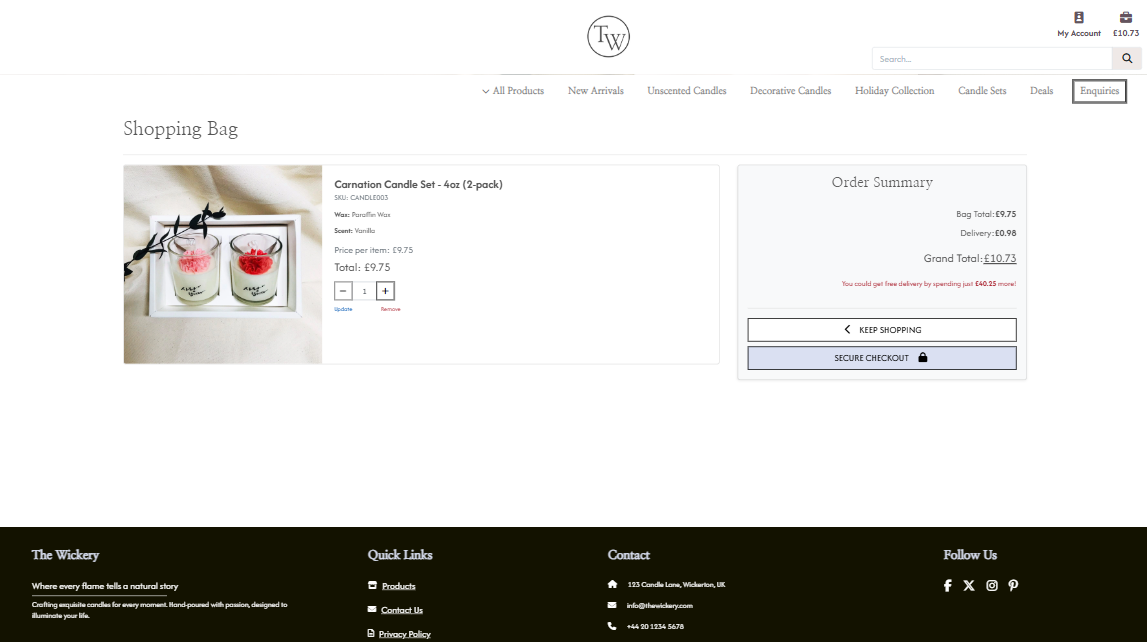 TW
My Account
£10.73
Search...
All Products
New Arrivals
Unscented Candles
Decorative Candles
Holiday Collection
Candle Sets
Deals
Enquiries
Shopping Bag
Carnation Candle Set - 4oz (2-pack)
SKU: CANDLE003
Wax: Paraffin Wax
Scent: Vanilla
Price per item: £9.75
Total: £9.75
− 1 +
Update Remove
Order Summary
Bag Total:£9.75
Delivery:£0.98
Grand Total:£10.73
You could get free delivery by spending just £40.25 more!
KEEP SHOPPING
SECURE CHECKOUT
The Wickery
Where every flame tells a natural story
Crafting exquisite candles for every moment. Hand-poured with passion, designed to
illuminate your life.
Quick Links
Products
Contact Us
Privacy Policy
Contact
123 Candle Lane, Wickerton, UK
info@thewickery.com
+44 20 1234 5678
Follow Us